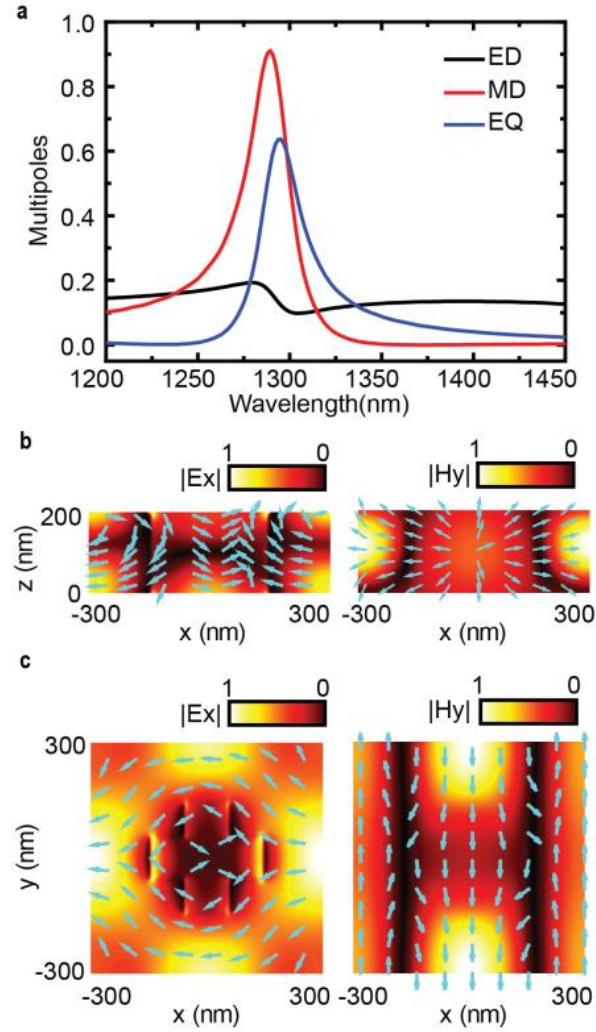 a
1.0
0.8
0.6
0.4
0.2
0.0
Multipoles
ED
MD
EQ
1200 1250 1300 1350 1400 1450
Wavelength(nm)
b
1 0
|Ex|
1 0
|Hy|
200
0
z (nm)
-300 300
x (nm)
-300 300
x (nm)
c
1 0
|Ex|
1 0
|Hy|
300
-300
y (nm)
-300 300
x (nm)
-300 300
x (nm)